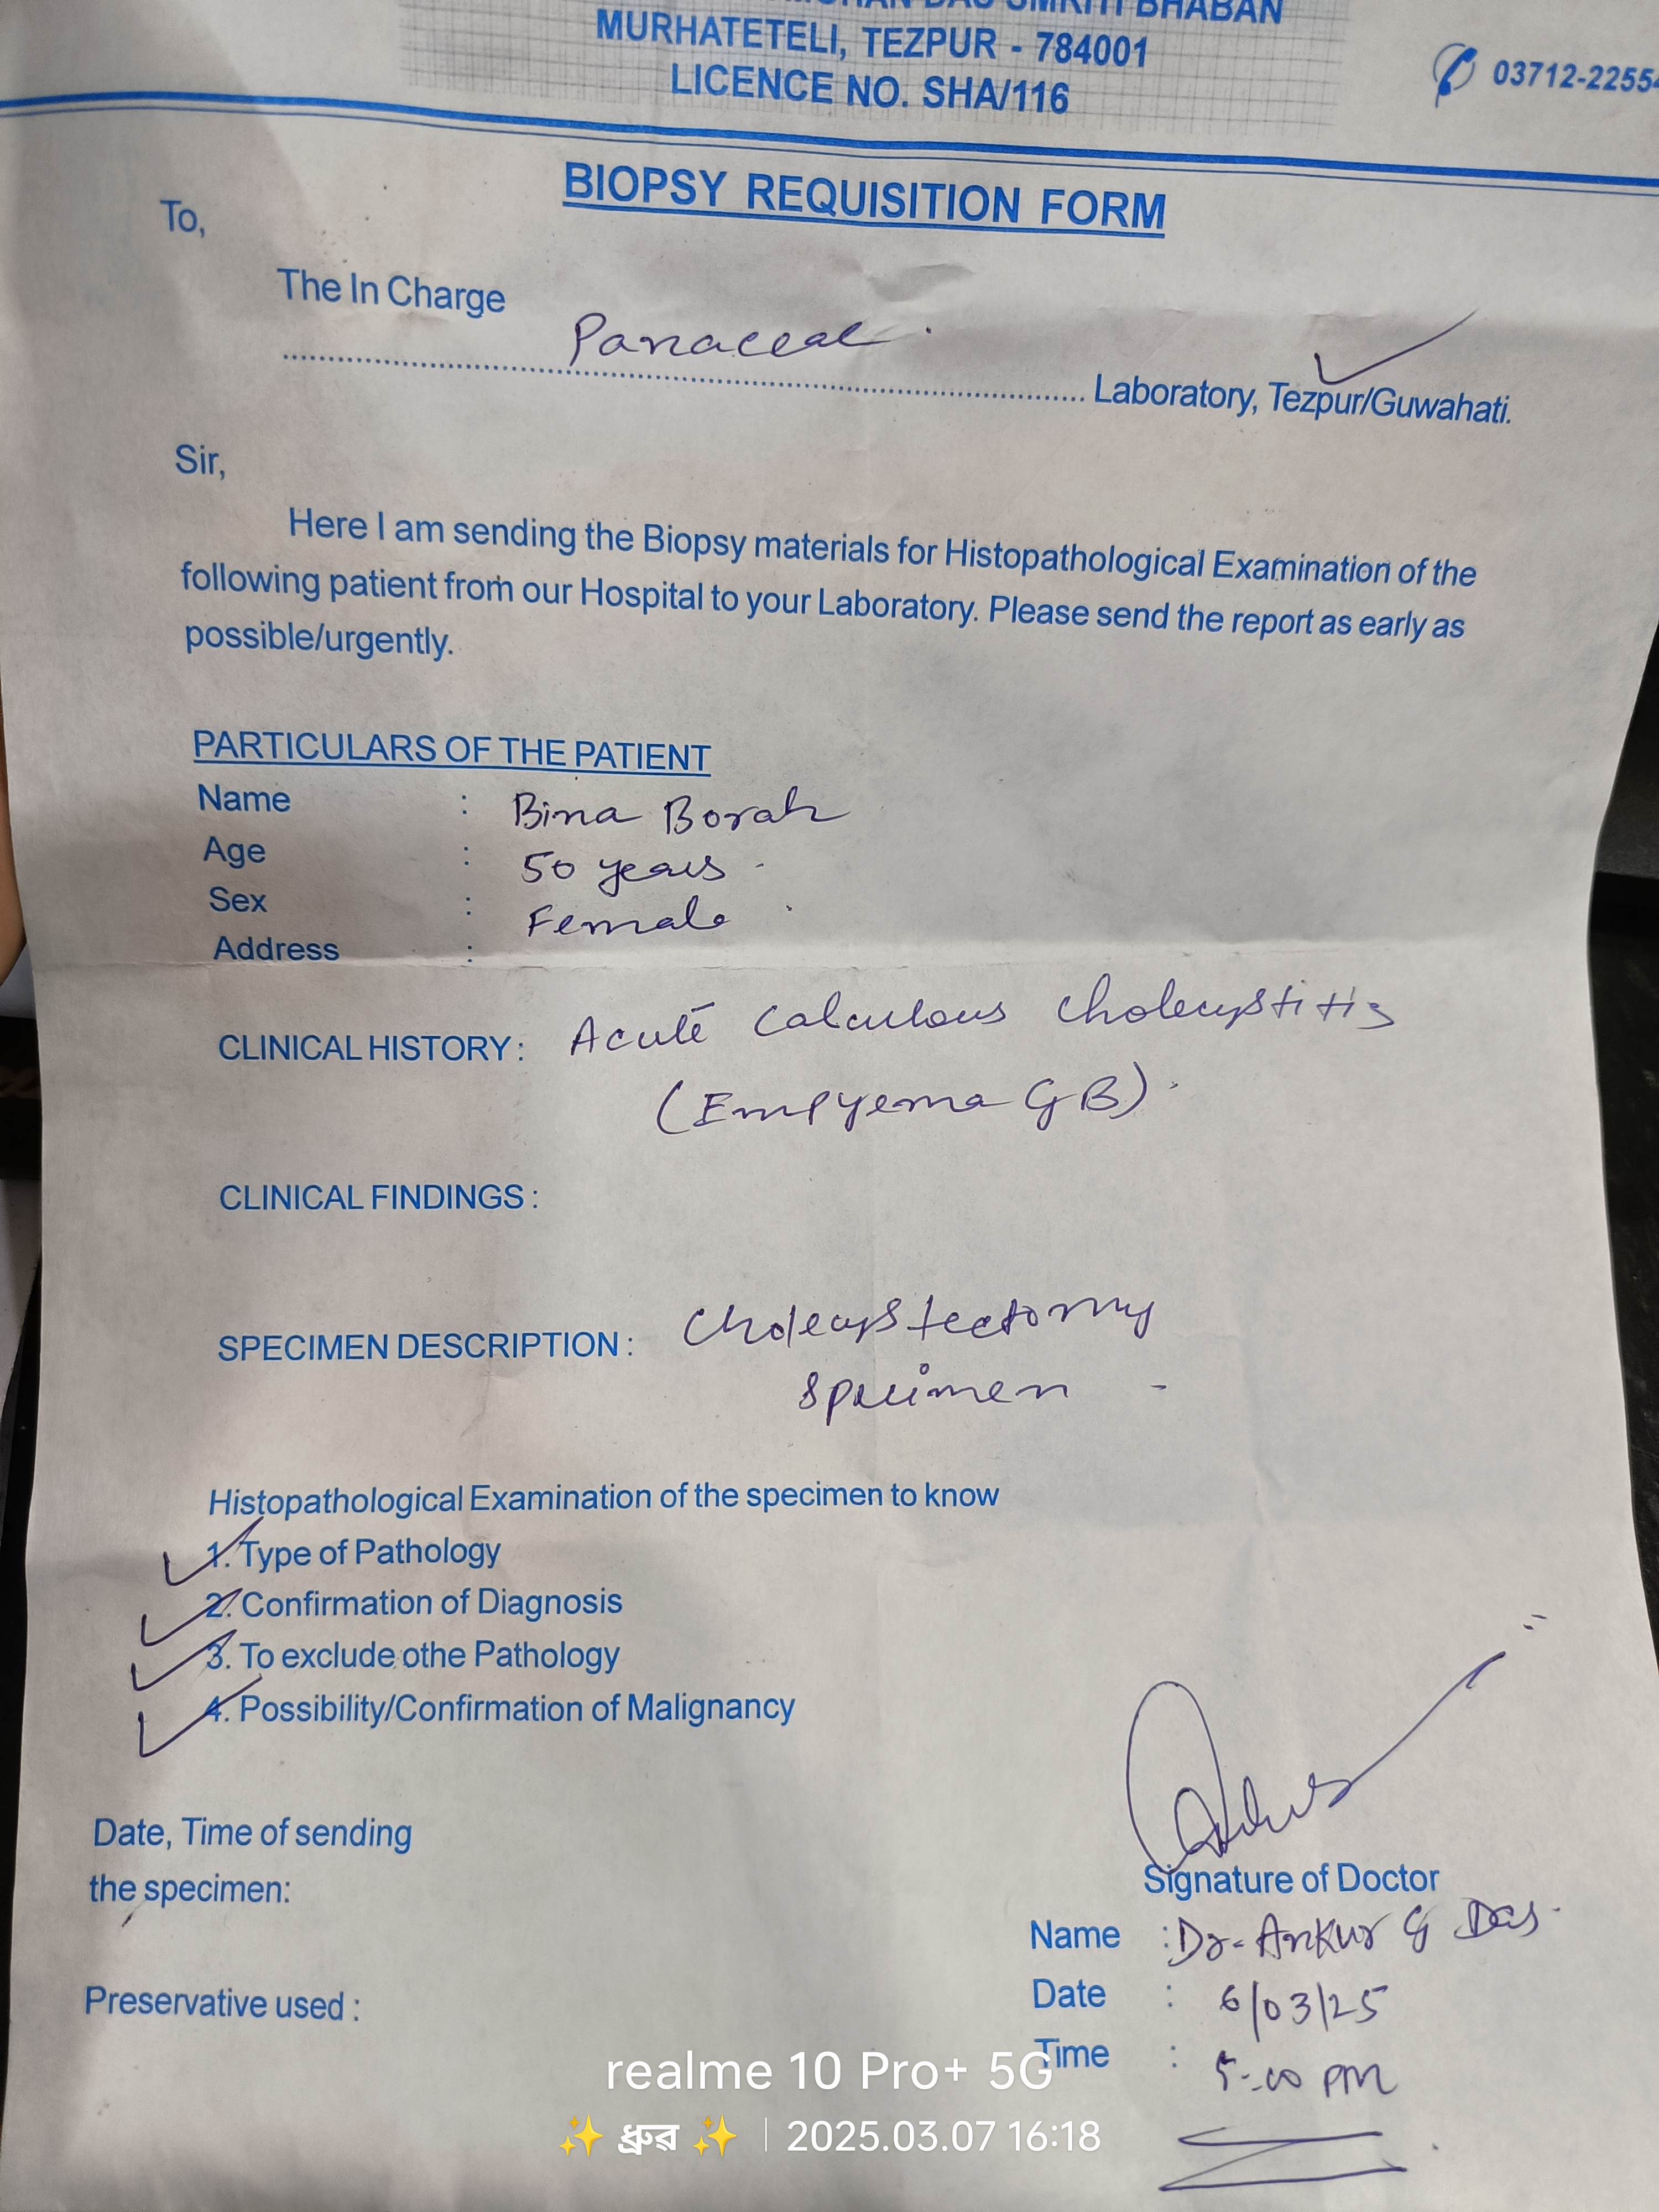 SMRITI BHABAN
MURHATETELI, TEZPUR - 784001
LICENCE NO. SHA/116
03712-2255
BIOPSY REQUISITION FORM
To,
The In Charge
Panaceae
Laboratory, Tezpur/Guwahati.
Sir,
Here I am sending the Biopsy materials for Histopathological Examination of the
following patient from our Hospital to your Laboratory. Please send the report as early as
possible/urgently.
PARTICULARS OF THE PATIENT
Name : Bina Borah
Age : 50 years
Sex : Female
Address :
CLINICAL HISTORY : Acute Calculous Cholecystitis
(Empyema GB)
CLINICAL FINDINGS :
SPECIMEN DESCRIPTION : Cholecystectomy
Specimen
Histopathological Examination of the specimen to know
1. Type of Pathology
2. Confirmation of Diagnosis
3. To exclude othe Pathology
4. Possibility/Confirmation of Malignancy
Date, Time of sending
the specimen:
Signature of Doctor
Name : Dr. Ankur G Das
Date : 6/03/25
Time : 5:00 PM
Preservative used :
realme 10 Pro+ 5G
✨ ধ্ৰুৱ ✨ | 2025.03.07 16:18